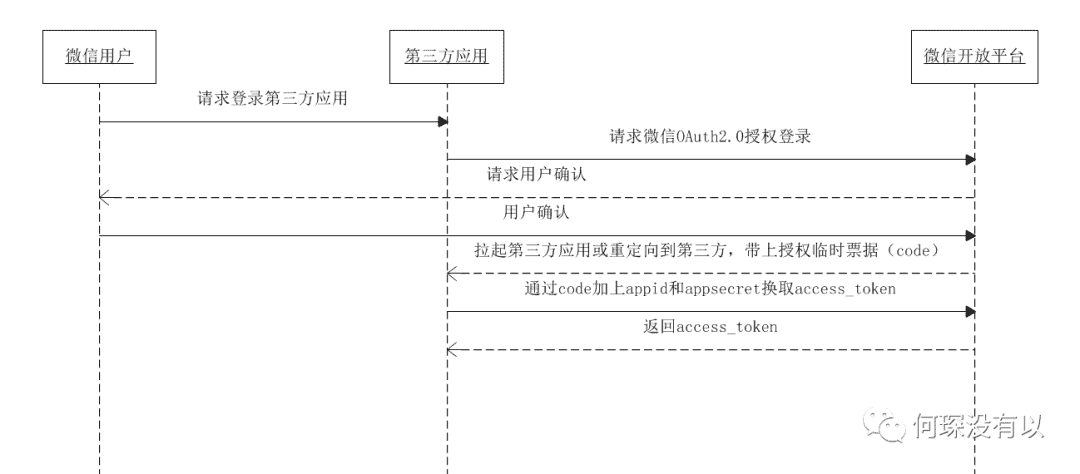 微信用户
第三方应用
微信开放平台
请求登录第三方应用
请求微信OAuth2.0授权登录
请求用户确认
用户确认
拉起第三方应用或重定向到第三方，带上授权临时票据（code）
通过code加上appid和appsecret换取access_token
返回access_token
何琛没有以